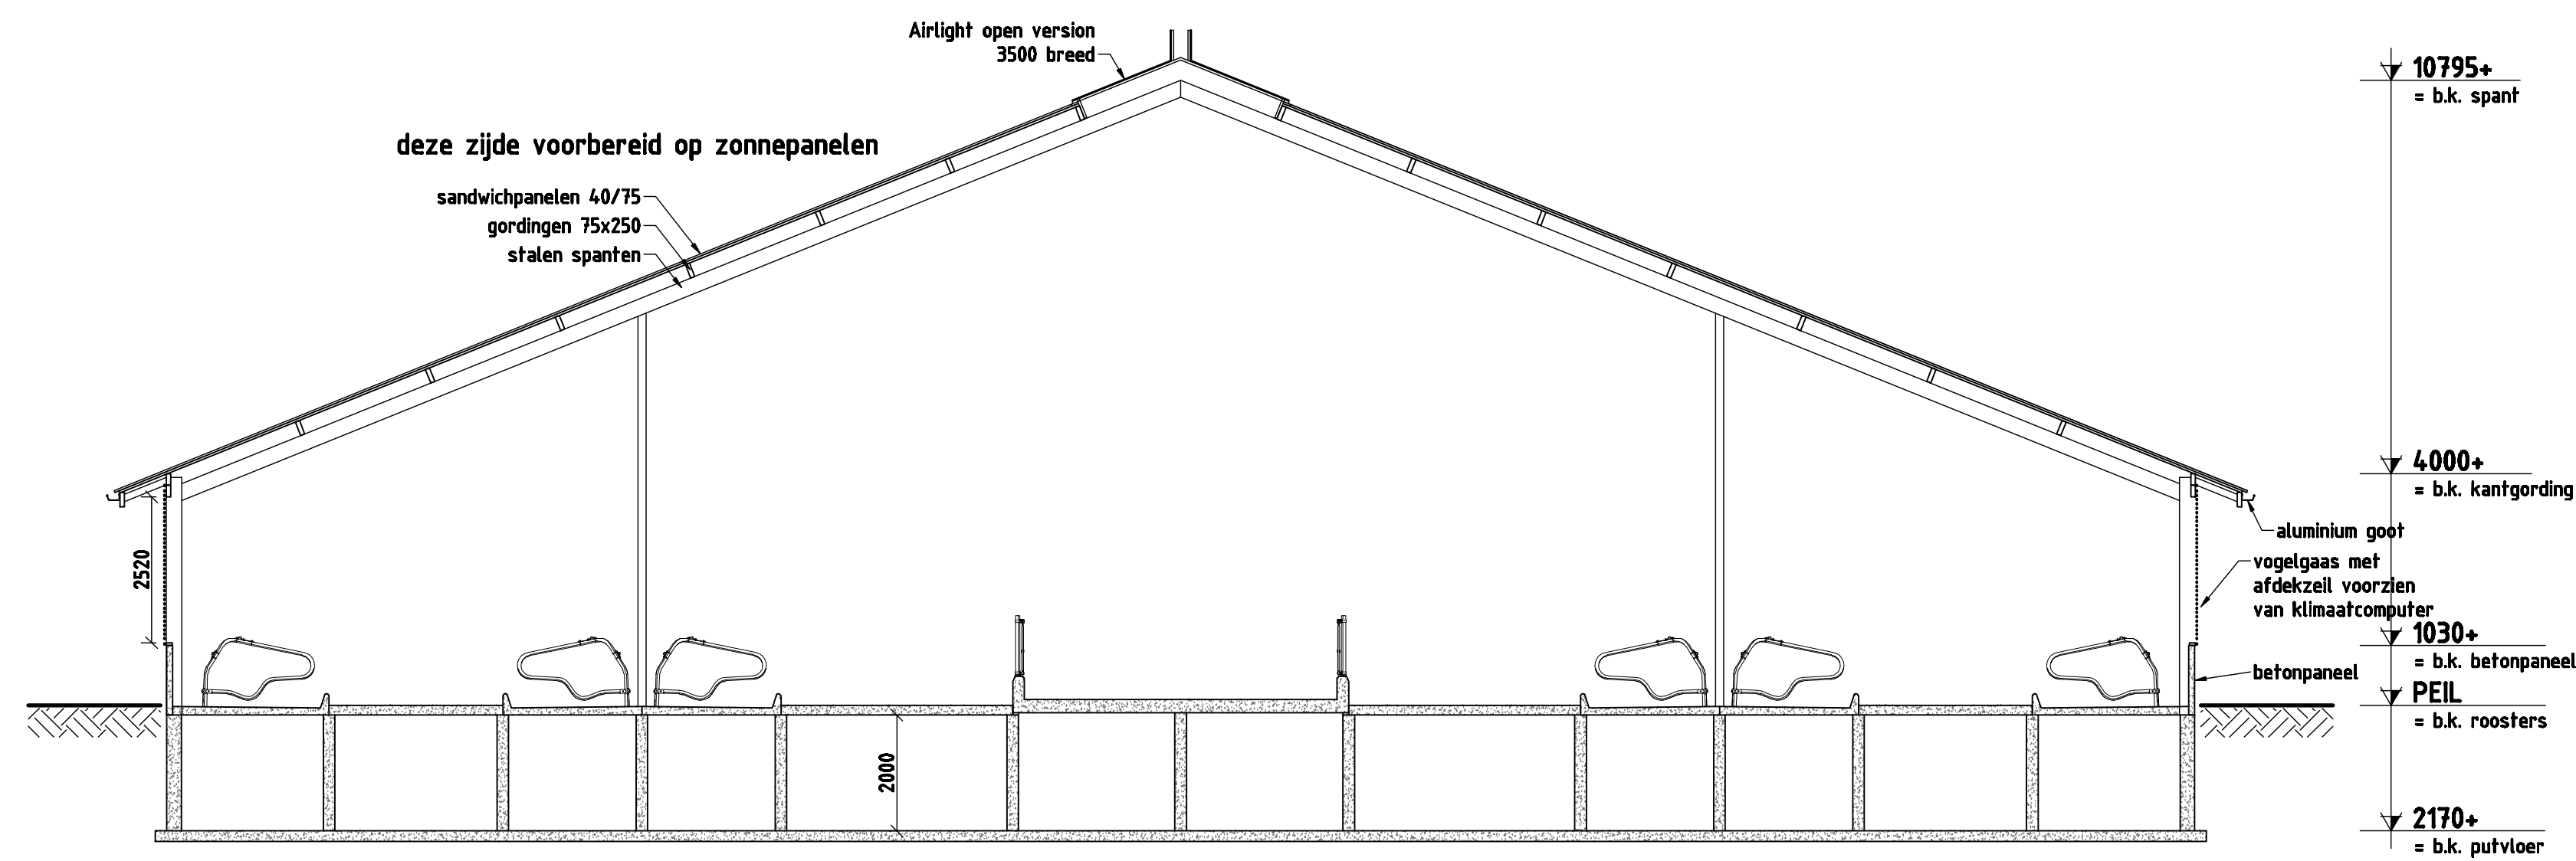 Airlight open version
3500 breed
deze zijde voorbereid op zonnepanelen
sandwichpanelen 40/75
gordingen 75x250
stalen spanten
2520
2000
10795+
= b.k. spant
4000+
= b.k. kantgording
aluminium goot
vogelgaas met
afdekzeil voorzien
van klimaatcomputer
1030+
= b.k. betonpaneel
betonpaneel
PEIL
= b.k. roosters
2170+
= b.k. putvloer